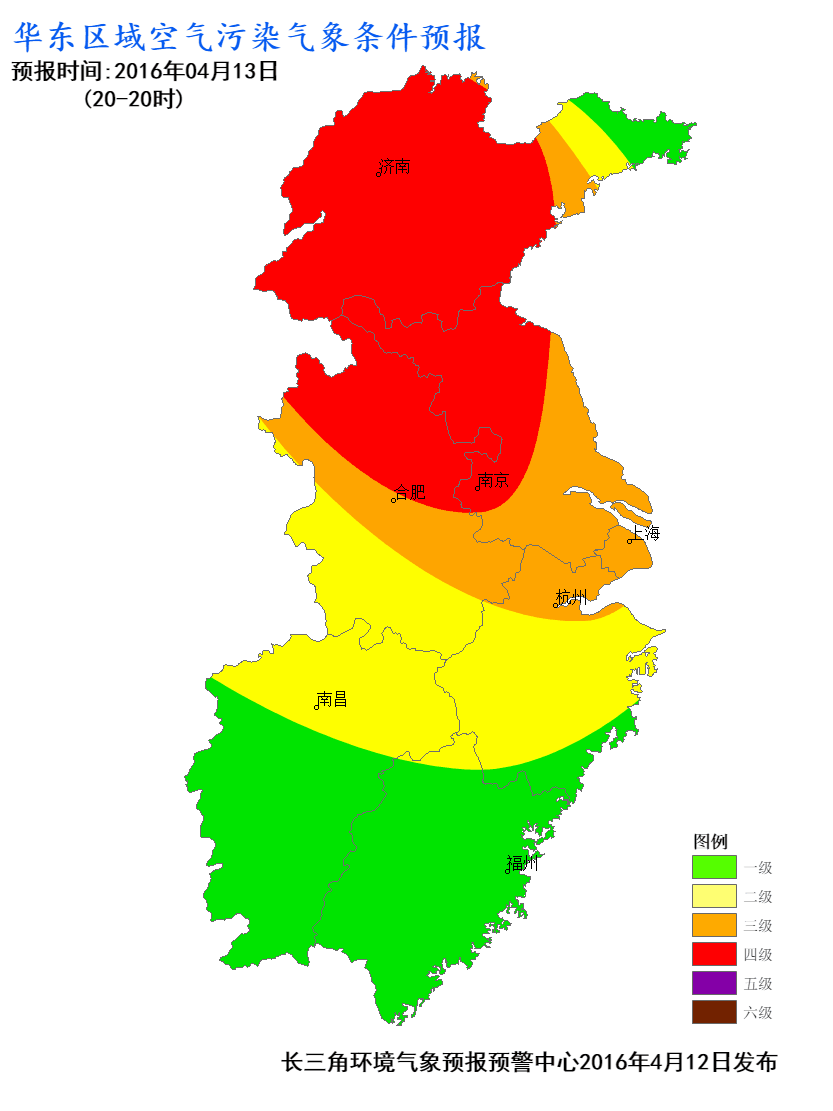 华东区域空气污染气象条件预报
预报时间:2016年04月13日
(20-20时)
济南
南京
合肥
上海
杭州
南昌
福州
图例
一级
二级
三级
四级
五级
六级
长三角环境气象预报预警中心2016年4月12日发布